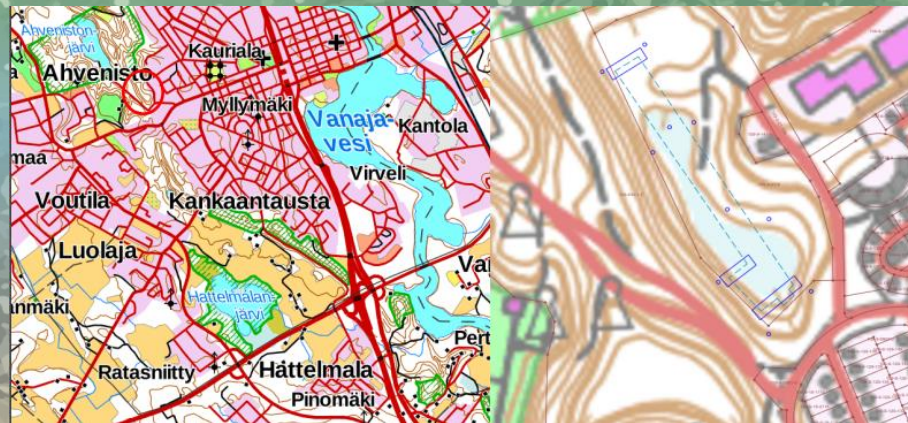 Ahveniston-
järvi
Kauriala
Ahvenisto
Myllymäki
Vanaja-
vesi
Kantola
maa
Virveli
Voutila
Kankaantausta
Luolaja
Hattelmalan-
järvi
nmäki
Ratasniitty
Hattelmala
Pinomäki
Pert